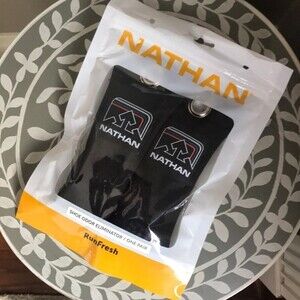 NATHAN
NATHAN
NATHAN
SHOE ODOR ELIMINATOR / ONE PAIR
RunFresh